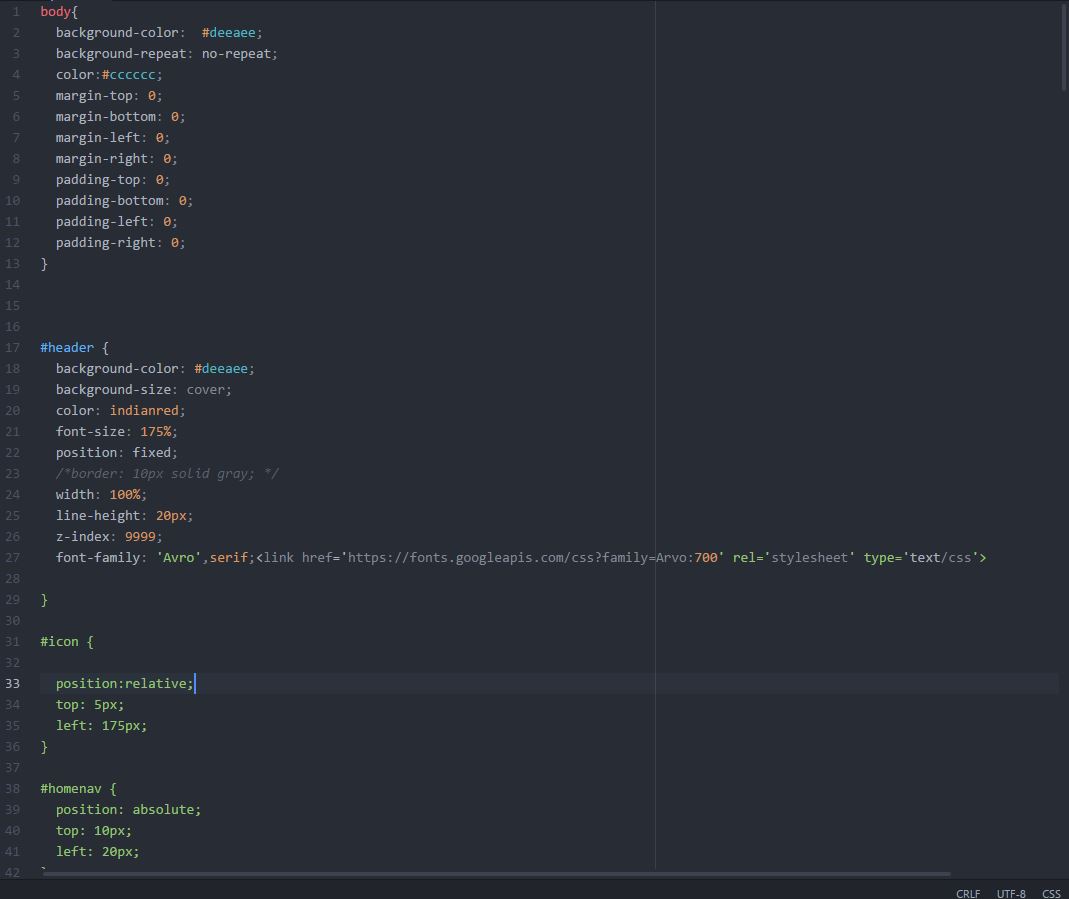 1 body{
2 background-color:  #deeaee;
3 background-repeat: no-repeat;
4 color:#cccccc;
5 margin-top: 0;
6 margin-bottom: 0;
7 margin-left: 0;
8 margin-right: 0;
9 padding-top: 0;
10 padding-bottom: 0;
11 padding-left: 0;
12 padding-right: 0;
13 }
14
15
16
17 #header {
18 background-color: #deeaee;
19 background-size: cover;
20 color: indianred;
21 font-size: 175%;
22 position: fixed;
23 /*border: 10px solid gray; */
24 width: 100%;
25 line-height: 20px;
26 z-index: 9999;
27 font-family: 'Avro',serif;<link href='https://fonts.googleapis.com/css?family=Arvo:700' rel='stylesheet' type='text/css'>
28
29 }
30
31 #icon {
32
33 position:relative;
34 top: 5px;
35 left: 175px;
36 }
37
38 #homenav {
39 position: absolute;
40 top: 10px;
41 left: 20px;
42
CRLF UTF-8 CSS